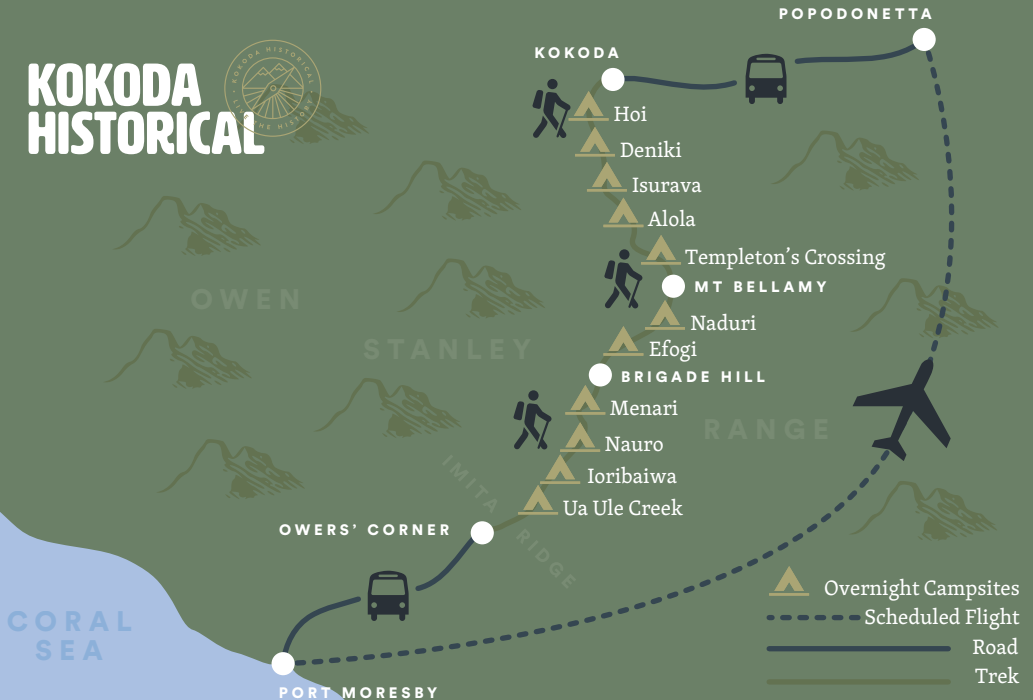 POPODONETTA
KOKODA
KOKODA
HISTORICAL
KOKODA HISTORICAL
Hoi
Deniki
Isurava
Alola
Templeton's Crossing
MT BELLAMY
OWEN
Naduri
STANLEY
Efogi
BRIGADE HILL
Menari
RANGE
Nauro
IMITA
Ioribaiwa
Ua Ule Creek
OWERS' CORNER
RIDGE
Overnight Campsites
CORAL
SEA
Scheduled Flight
Road
Trek
PORT MORESBY